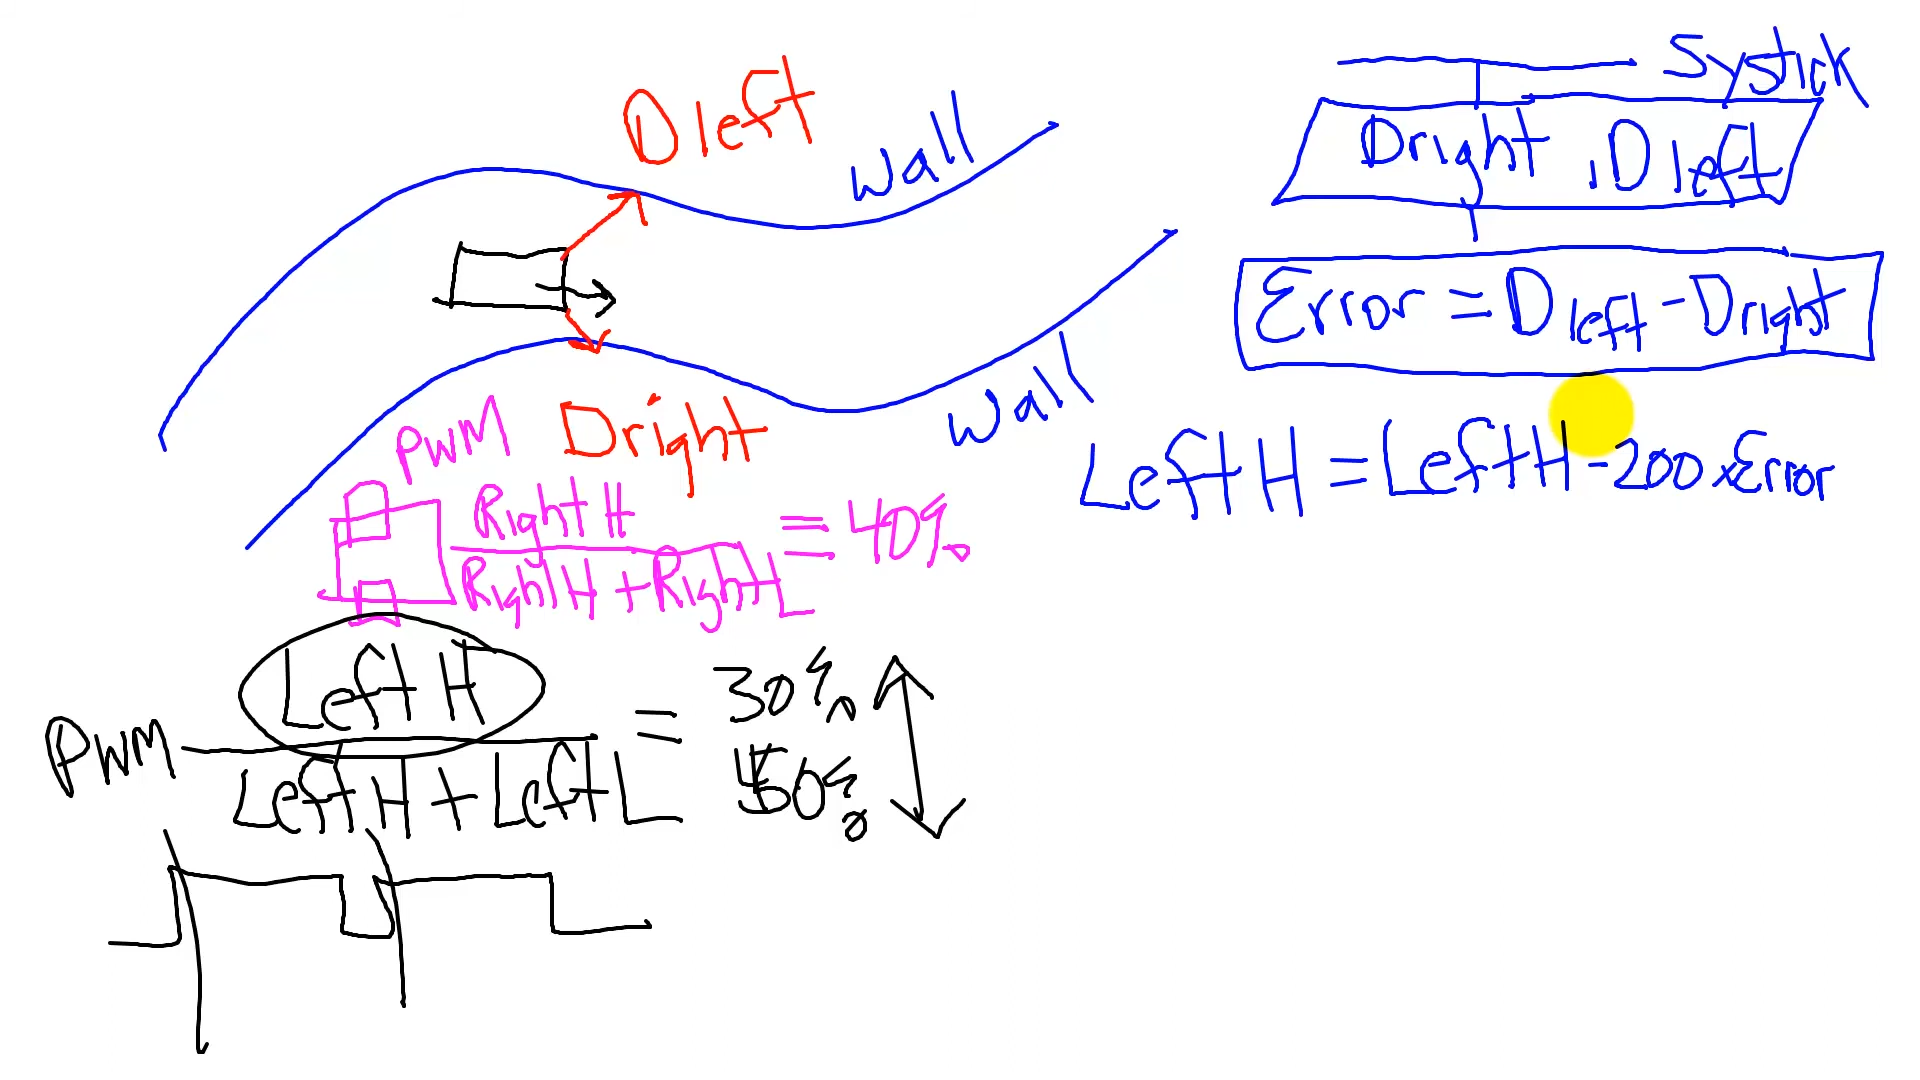 Dleft
Wall
Wall
PWM
Dright
RightH
RightH + RightL
= 40%
LeftH
PWM
LeftH + LeftL
= 30%
50%
Systick
Dright , Dleft
Error = Dleft - Dright
LeftH = LeftH - 200 x Error